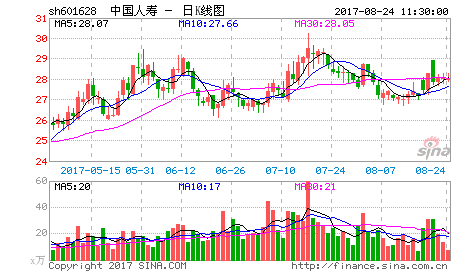 sh601628 中国人寿 - 日K线图 2017-08-24 11:30:00
MA5:28.07 MA10:27.66 MA30:28.05
31
30
29
28
27
26
25
24
sina
2017-05-15 05-31 06-12 06-26 07-10 07-24 08-07 08-24
MA5:20 MA10:17 MA30:21
60
40
20
x万
Copyright 2017 SINA.COM http://finance.sina.com.cn